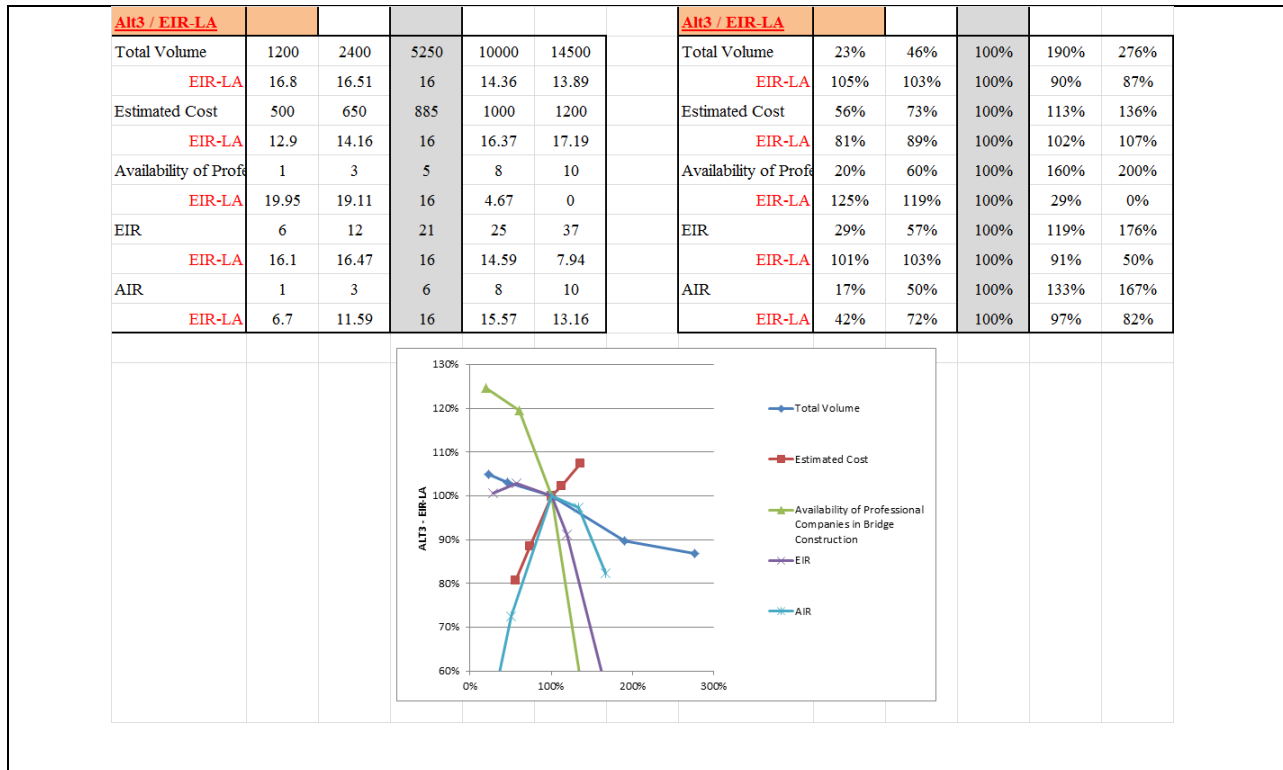 Alt3 / EIR-LA
Total Volume 1200 2400 5250 10000 14500
EIR-LA 16.8 16.51 16 14.36 13.89
Estimated Cost 500 650 885 1000 1200
EIR-LA 12.9 14.16 16 16.37 17.19
Availability of Profe 1 3 5 8 10
EIR-LA 19.95 19.11 16 4.67 0
EIR 6 12 21 25 37
EIR-LA 16.1 16.47 16 14.59 7.94
AIR 1 3 6 8 10
EIR-LA 6.7 11.59 16 15.57 13.16
Alt3 / EIR-LA
Total Volume 23% 46% 100% 190% 276%
EIR-LA 105% 103% 100% 90% 87%
Estimated Cost 56% 73% 100% 113% 136%
EIR-LA 81% 89% 100% 102% 107%
Availability of Profe 20% 60% 100% 160% 200%
EIR-LA 125% 119% 100% 29% 0%
EIR 29% 57% 100% 119% 176%
EIR-LA 101% 103% 100% 91% 50%
AIR 17% 50% 100% 133% 167%
EIR-LA 42% 72% 100% 97% 82%
130%
120%
110%
100%
90%
80%
70%
60%
ALT3 - EIR-LA
0% 100% 200% 300%
Total Volume
Estimated Cost
Availability of Professional
Companies in Bridge
Construction
EIR
AIR